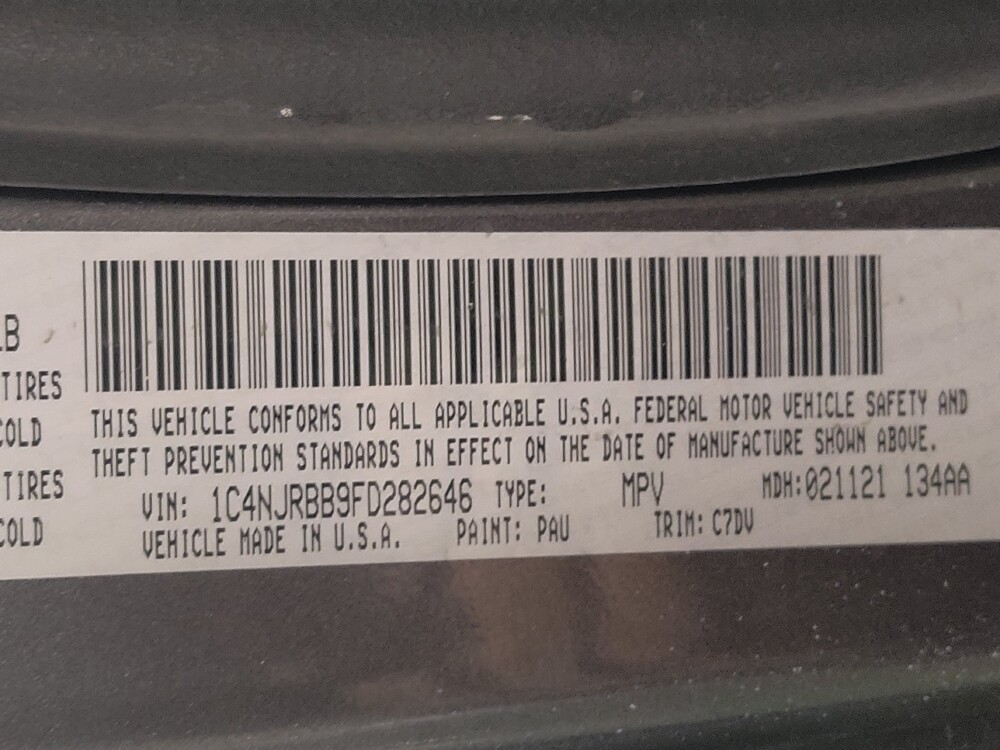 LB
TIRES
COLD
TIRES
COLD
THIS VEHICLE CONFORMS TO ALL APPLICABLE U.S.A. FEDERAL MOTOR VEHICLE SAFETY AND
THEFT PREVENTION STANDARDS IN EFFECT ON THE DATE OF MANUFACTURE SHOWN ABOVE.
VIN: 1C4NJRBB9FD282646 TYPE: MPV MDH:021121 134AA
VEHICLE MADE IN U.S.A. PAINT: PAU TRIM: C7DV